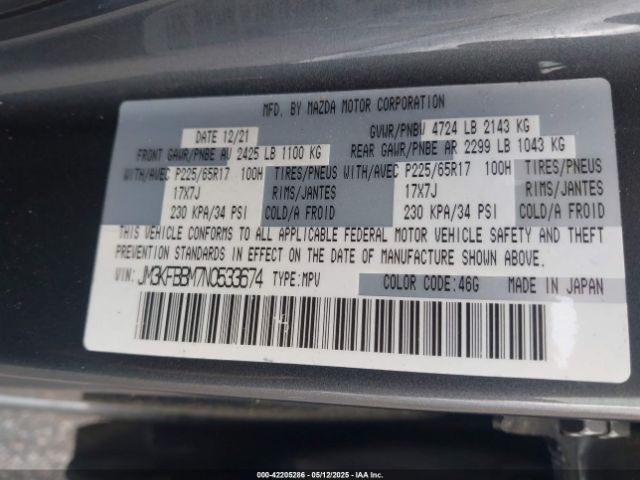 MFD. BY MAZDA MOTOR CORPORATION
DATE 12/21 GVWR/PNBV 4724 LB 2143 KG
FRONT GAWR/PNBE AV 2425 LB 1100 KG REAR GAWR/PNBE AR 2299 LB 1043 KG
WITH/AVEC P225/65R17 100H TIRES/PNEUS WITH/AVEC P225/65R17 100H TIRES/PNEUS
17X7J RIMS/JANTES 17X7J RIMS/JANTES
230 KPA/34 PSI COLD/A FROID 230 KPA/34 PSI COLD/A FROID
THIS VEHICLE CONFORMS TO ALL APPLICABLE FEDERAL MOTOR VEHICLE SAFETY AND THEFT
PREVENTION STANDARDS IN EFFECT ON THE DATE OF MANUFACTURE SHOWN ABOVE.
VIN: JM3KFBBM7N0533674 TYPE:MPV COLOR CODE:46G MADE IN JAPAN
000-42205286 - 05/12/2025 - IAAI.COM